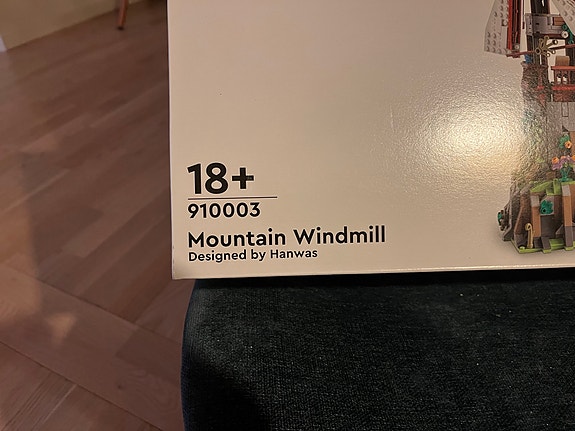 18+
910003
Mountain Windmill
Designed by Hanwas